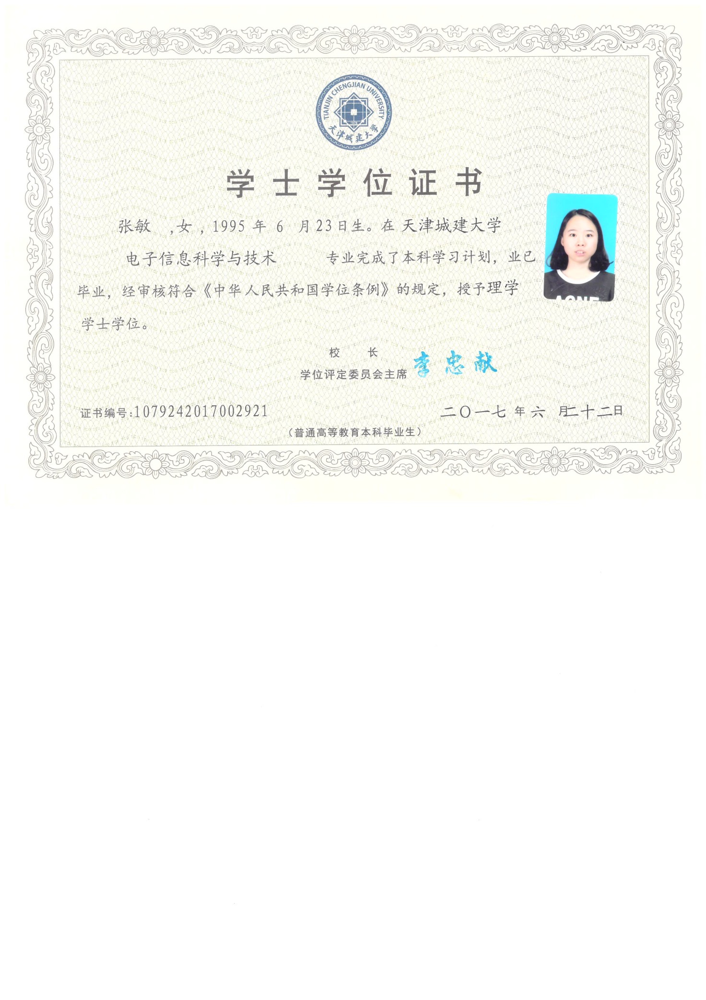 TIANJIN CHENGJIAN UNIVERSITY
1978
天津城建大学
学士学位证书
张敏 ,女 , 1995 年 6 月 23 日生。在 天津城建大学
电子信息科学与技术 专业完成了本科学习计划，业已
毕业，经审核符合《中华人民共和国学位条例》的规定，授予理学
学士学位。
校 长
学位评定委员会主席 李忠献
证书编号:1079242017002921
二〇一七 年 六 月二十二日
（普通高等教育本科毕业生）